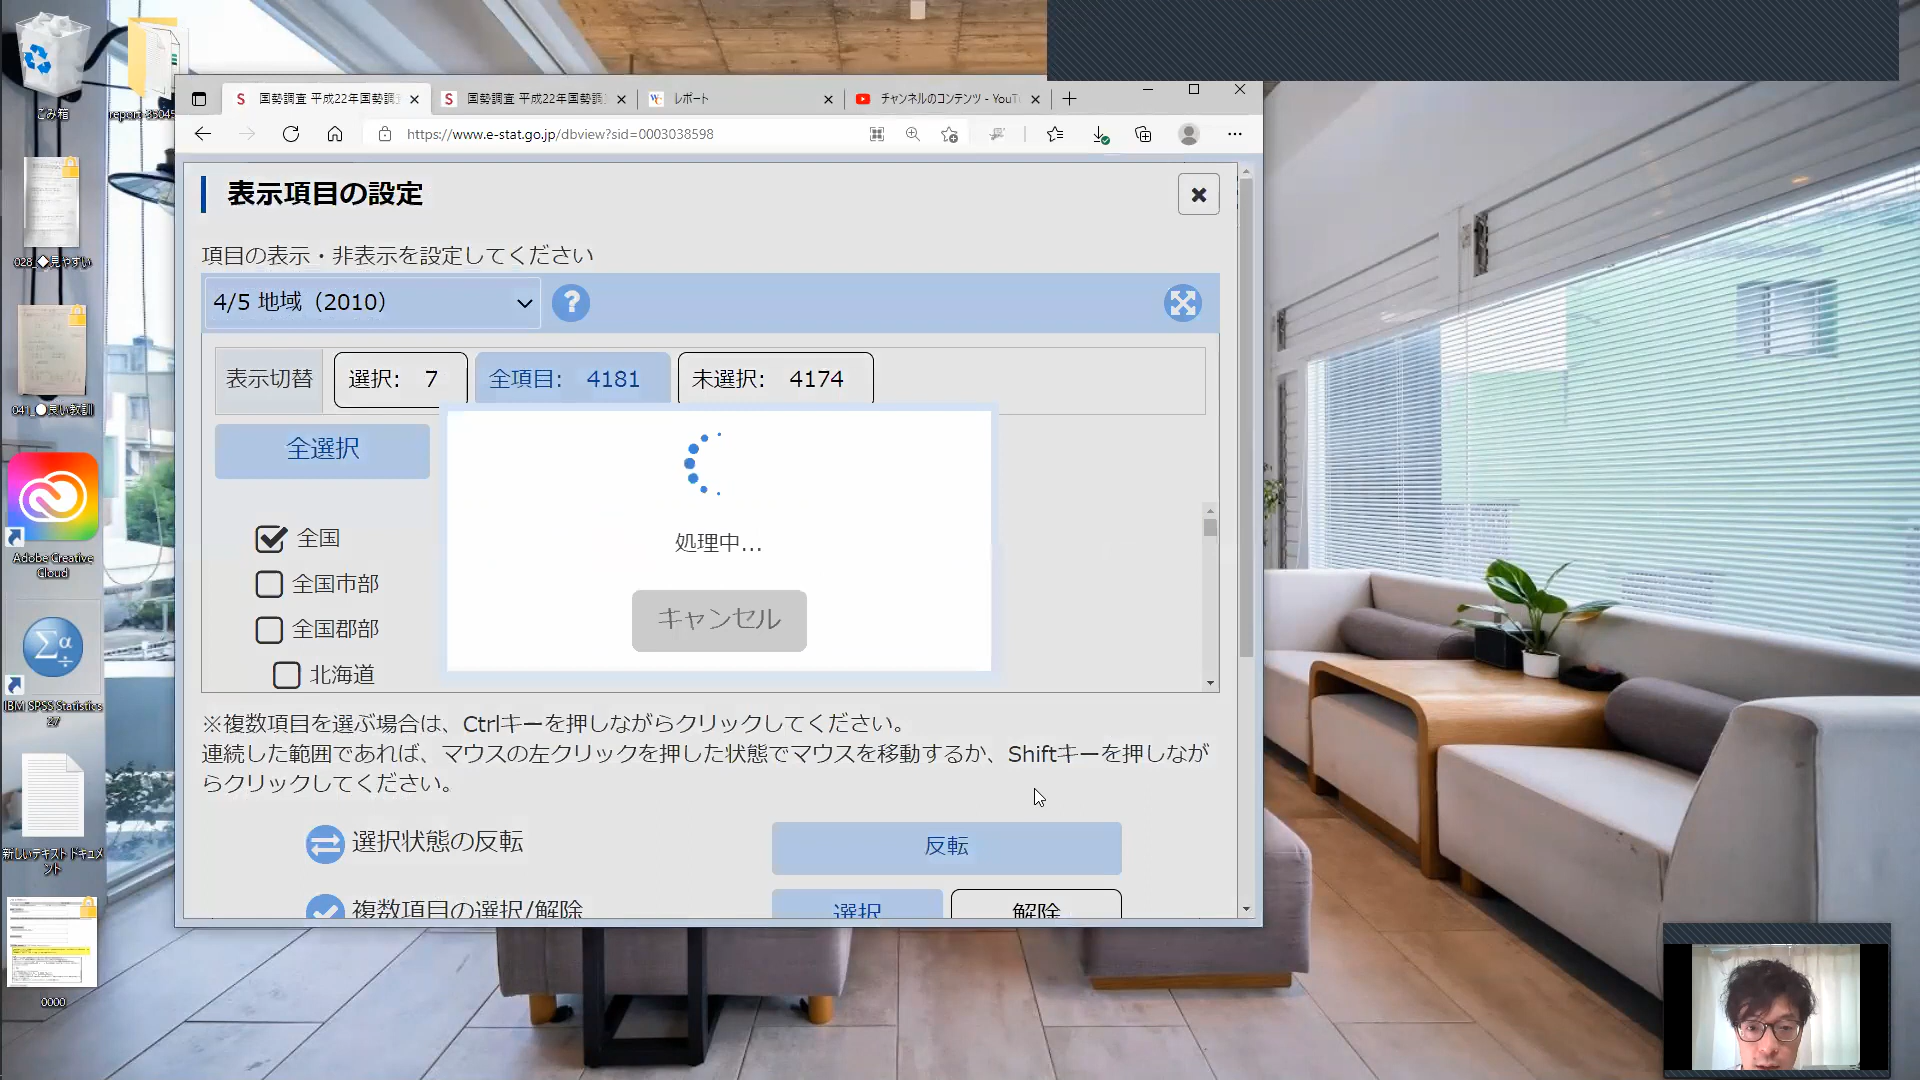 ごみ箱
report-33045
028_◆見やすい
041_●良い教訓
Adobe Creative
Cloud
IBM SPSS Statistics
27
新しいテキスト ドキュメ
ント
0000
国勢調査 平成22年国勢調
国勢調査 平成22年国勢調
レポート
チャンネルのコンテンツ - YouT
https://www.e-stat.go.jp/dbview?sid=0003038598
表示項目の設定
項目の表示・非表示を設定してください
4/5 地域（2010）
?
表示切替
選択: 7
全項目: 4181
未選択: 4174
全選択
処理中...
キャンセル
全国
全国市部
全国郡部
北海道
※複数項目を選ぶ場合は、Ctrlキーを押しながらクリックしてください。
連続した範囲であれば、マウスの左クリックを押した状態でマウスを移動するか、Shiftキーを押しなが
らクリックしてください。
選択状態の反転
反転
複数項目の選択/解除
選択
解除